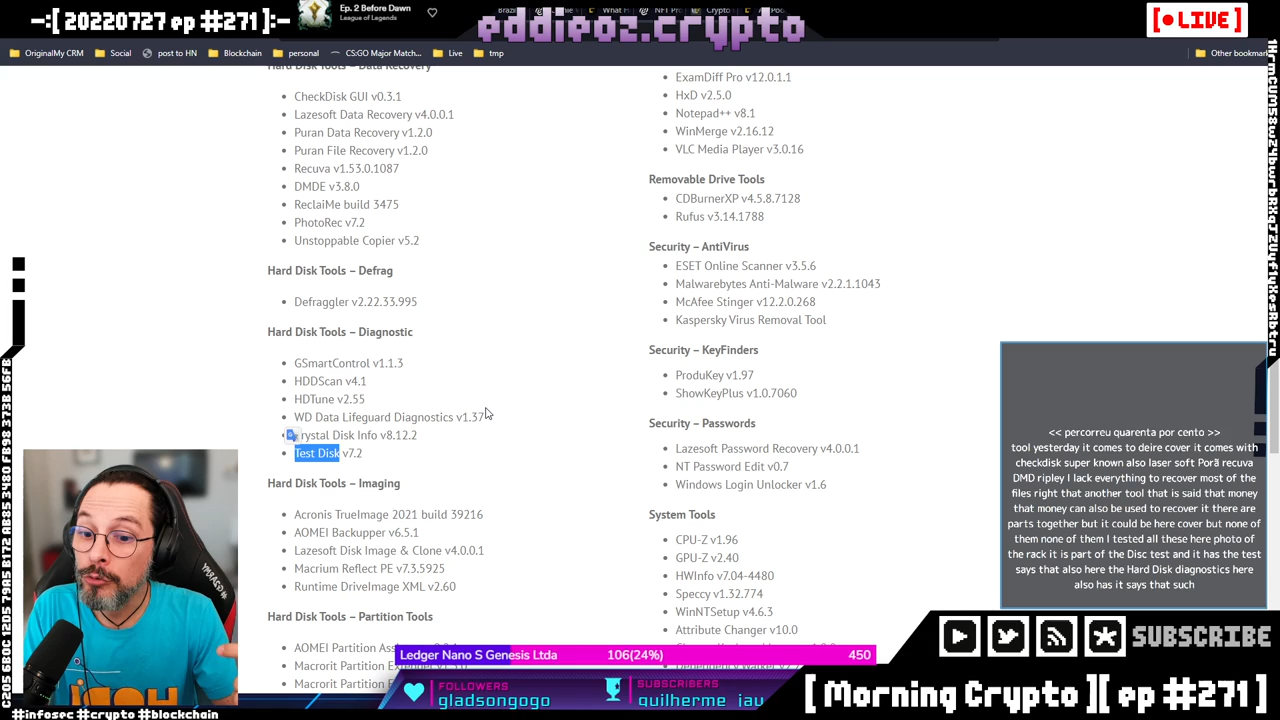 -:[ 20220727 ep #271 ]:-
Ep. 2 Before Dawn
League of Legends
eddieoz.crypto
[ LIVE ]
OriginalMy CRM
Social
post to HN
Blockchain
personal
CS:GO Major Match...
Live
tmp
Other bookmar
Hard Disk Tools – Data Recovery
CheckDisk GUI v0.3.1
Lazesoft Data Recovery v4.0.0.1
Puran Data Recovery v1.2.0
Puran File Recovery v1.2.0
Recuva v1.53.0.1087
DMDE v3.8.0
ReclaiMe build 3475
PhotoRec v7.2
Unstoppable Copier v5.2
Hard Disk Tools – Defrag
Defraggler v2.22.33.995
Hard Disk Tools – Diagnostic
GSmartControl v1.1.3
HDDScan v4.1
HDTune v2.55
WD Data Lifeguard Diagnostics v1.37
rystal Disk Info v8.12.2
Test Disk v7.2
Hard Disk Tools – Imaging
Acronis TrueImage 2021 build 39216
AOMEI Backupper v6.5.1
Lazesoft Disk Image & Clone v4.0.0.1
Macrium Reflect PE v7.3.5925
Runtime DriveImage XML v2.60
Hard Disk Tools – Partition Tools
AOMEI Partition As
Macrorit Partition
Macrorit Partition
ExamDiff Pro v12.0.1.1
HxD v2.5.0
Notepad++ v8.1
WinMerge v2.16.12
VLC Media Player v3.0.16
Removable Drive Tools
CDBurnerXP v4.5.8.7128
Rufus v3.14.1788
Security – AntiVirus
ESET Online Scanner v3.5.6
Malwarebytes Anti-Malware v2.2.1.1043
McAfee Stinger v12.2.0.268
Kaspersky Virus Removal Tool
Security – KeyFinders
ProduKey v1.97
ShowKeyPlus v1.0.7060
Security – Passwords
Lazesoft Password Recovery v4.0.0.1
NT Password Edit v0.7
Windows Login Unlocker v1.6
System Tools
CPU-Z v1.96
GPU-Z v2.40
HWInfo v7.04-4480
Speccy v1.32.774
WinNTSetup v4.6.3
Attribute Changer v10.0
<< percorreu quarenta por cento >>
tool yesterday it comes to deire cover it comes with
checkdisk super known also laser soft Porã recuva
DMD ripley I lack everything to recover most of the
files right that another tool that is said that money
that money can also be used to recover it there are
parts together but it could be here cover but none of
them none of them I tested all these here photo of
the rack it is part of the Disc test and it has the test
says that also here the Hard Disk diagnostics here
also has it says that such
Ledger Nano S Genesis Ltda 106(24%) 450
FOLLOWERS
gladsongogo
SUBSCRIBERS
guilherme_jau
SUBSCRIBE
[ Morning Crypto ][ ep #271 ]
#infosec #crypto #blockchain